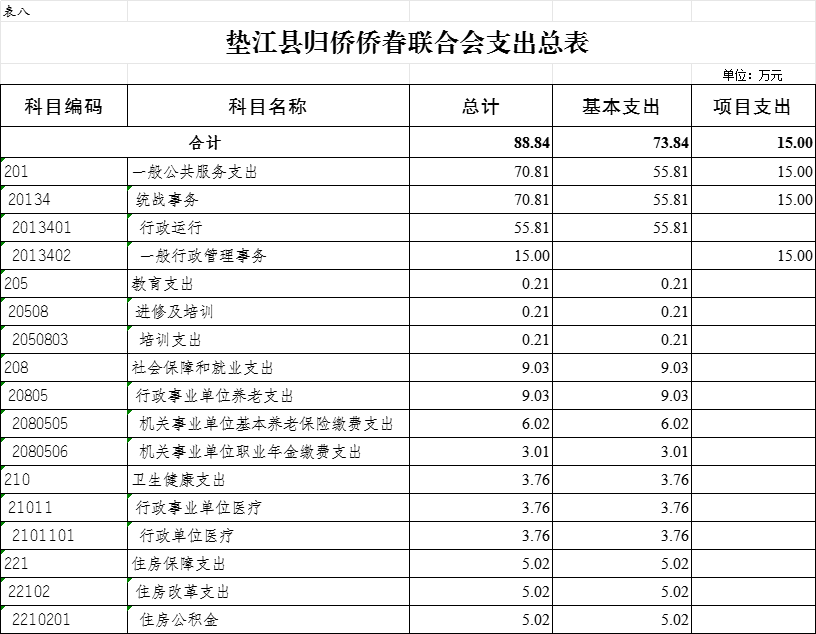 表八
垫江县归侨侨眷联合会支出总表
单位：万元
科目编码 科目名称 总计 基本支出 项目支出
合计 88.84 73.84 15.00
201 一般公共服务支出 70.81 55.81 15.00
20134 统战事务 70.81 55.81 15.00
2013401 行政运行 55.81 55.81
2013402 一般行政管理事务 15.00 15.00
205 教育支出 0.21 0.21
20508 进修及培训 0.21 0.21
2050803 培训支出 0.21 0.21
208 社会保障和就业支出 9.03 9.03
20805 行政事业单位养老支出 9.03 9.03
2080505 机关事业单位基本养老保险缴费支出 6.02 6.02
2080506 机关事业单位职业年金缴费支出 3.01 3.01
210 卫生健康支出 3.76 3.76
21011 行政事业单位医疗 3.76 3.76
2101101 行政单位医疗 3.76 3.76
221 住房保障支出 5.02 5.02
22102 住房改革支出 5.02 5.02
2210201 住房公积金 5.02 5.02